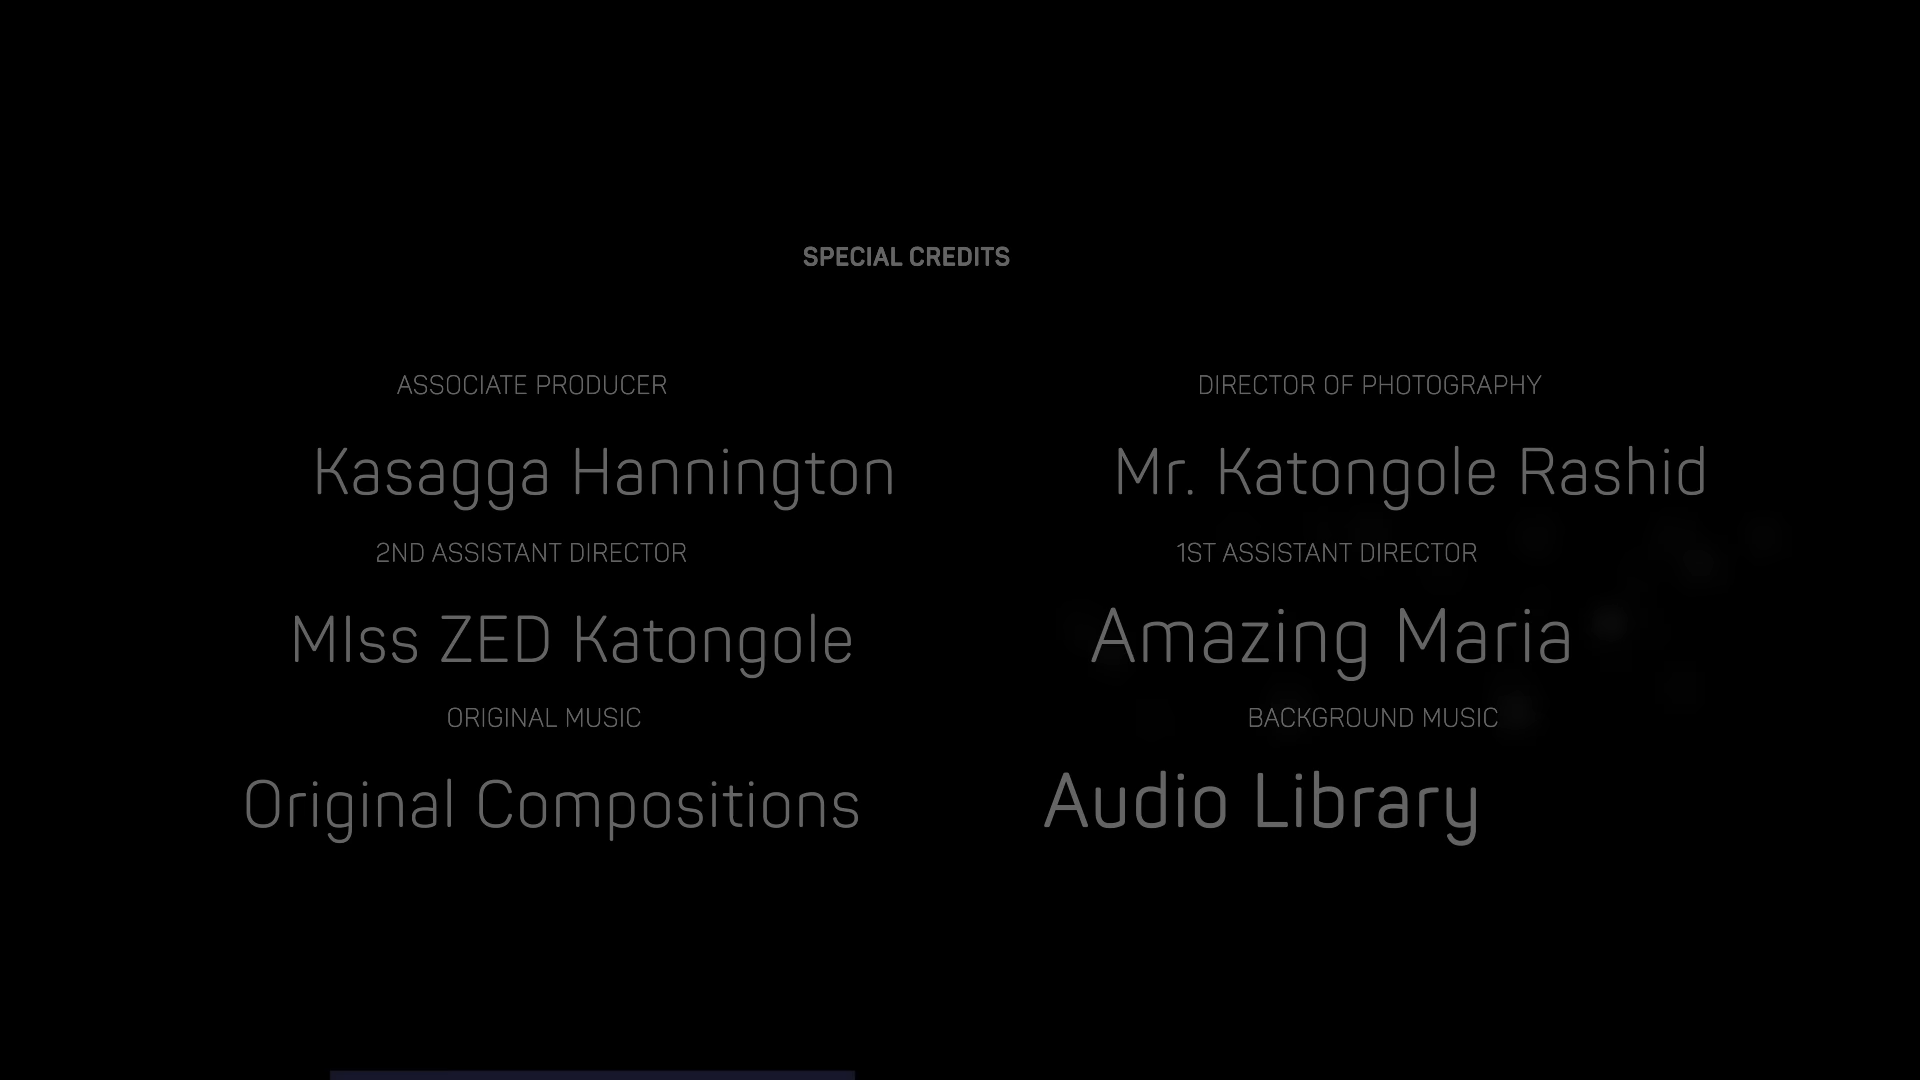 SPECIAL CREDITS
ASSOCIATE PRODUCER
Kasagga Hannington
DIRECTOR OF PHOTOGRAPHY
Mr. Katongole Rashid
2ND ASSISTANT DIRECTOR
MIss ZED Katongole
1ST ASSISTANT DIRECTOR
Amazing Maria
ORIGINAL MUSIC
Original Compositions
BACKGROUND MUSIC
Audio Library